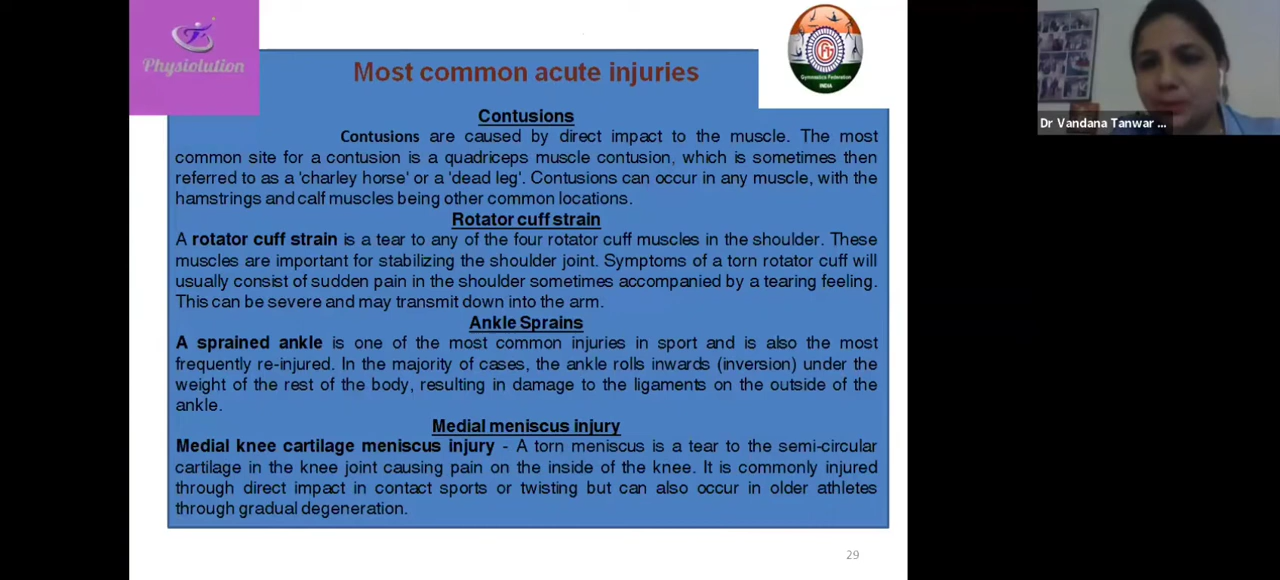 Physiolution
Gymnastics Federation
INDIA
Dr Vandana Tanwar ...
Most common acute injuries
Contusions
Contusions are caused by direct impact to the muscle. The most
common site for a contusion is a quadriceps muscle contusion, which is sometimes then
referred to as a 'charley horse' or a 'dead leg'. Contusions can occur in any muscle, with the
hamstrings and calf muscles being other common locations.
Rotator cuff strain
A rotator cuff strain is a tear to any of the four rotator cuff muscles in the shoulder. These
muscles are important for stabilizing the shoulder joint. Symptoms of a torn rotator cuff will
usually consist of sudden pain in the shoulder sometimes accompanied by a tearing feeling.
This can be severe and may transmit down into the arm.
Ankle Sprains
A sprained ankle is one of the most common injuries in sport and is also the most
frequently re-injured. In the majority of cases, the ankle rolls inwards (inversion) under the
weight of the rest of the body, resulting in damage to the ligaments on the outside of the
ankle.
Medial meniscus injury
Medial knee cartilage meniscus injury - A torn meniscus is a tear to the semi-circular
cartilage in the knee joint causing pain on the inside of the knee. It is commonly injured
through direct impact in contact sports or twisting but can also occur in older athletes
through gradual degeneration.
29